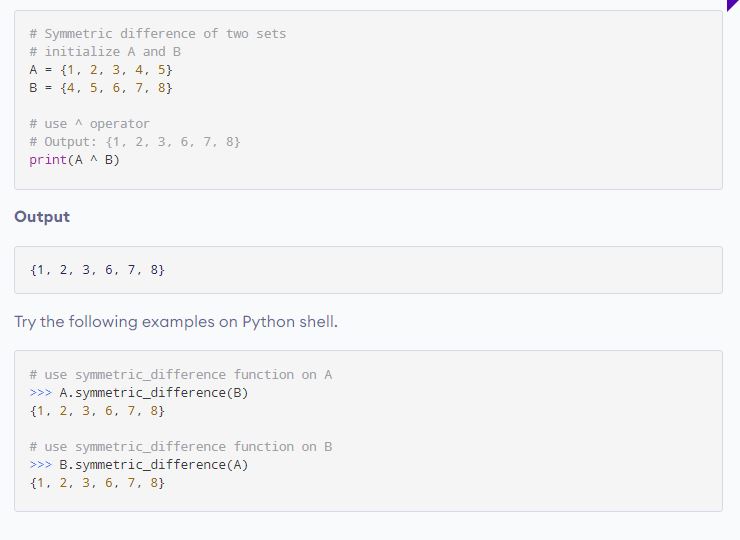 # Symmetric difference of two sets
# initialize A and B
A = {1, 2, 3, 4, 5}
B = {4, 5, 6, 7, 8}
# use ^ operator
# Output: {1, 2, 3, 6, 7, 8}
print(A ^ B)
Output
{1, 2, 3, 6, 7, 8}
Try the following examples on Python shell.
# use symmetric_difference function on A
>>> A.symmetric_difference(B)
{1, 2, 3, 6, 7, 8}
# use symmetric_difference function on B
>>> B.symmetric_difference(A)
{1, 2, 3, 6, 7, 8}